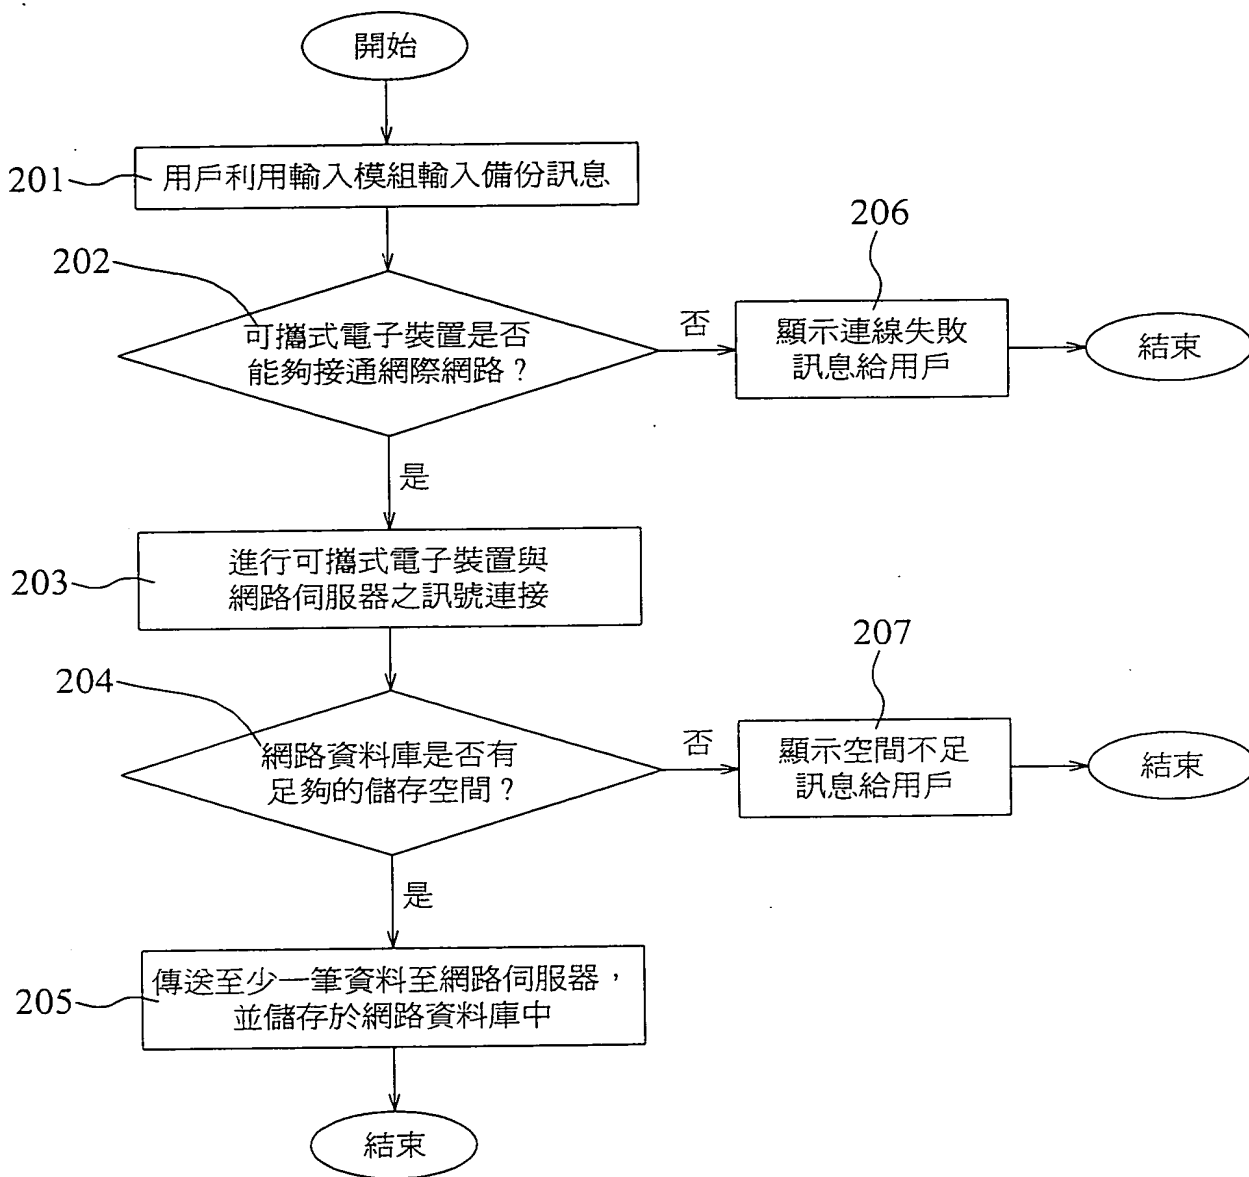 開始
201
用戶利用輸入模組輸入備份訊息
202
可攜式電子裝置是否
能夠接通網際網路？
否
206
顯示連線失敗
訊息給用戶
結束
是
203
進行可攜式電子裝置與
網路伺服器之訊號連接
204
網路資料庫是否有
足夠的儲存空間？
否
207
顯示空間不足
訊息給用戶
結束
是
205
傳送至少一筆資料至網路伺服器，
並儲存於網路資料庫中
結束